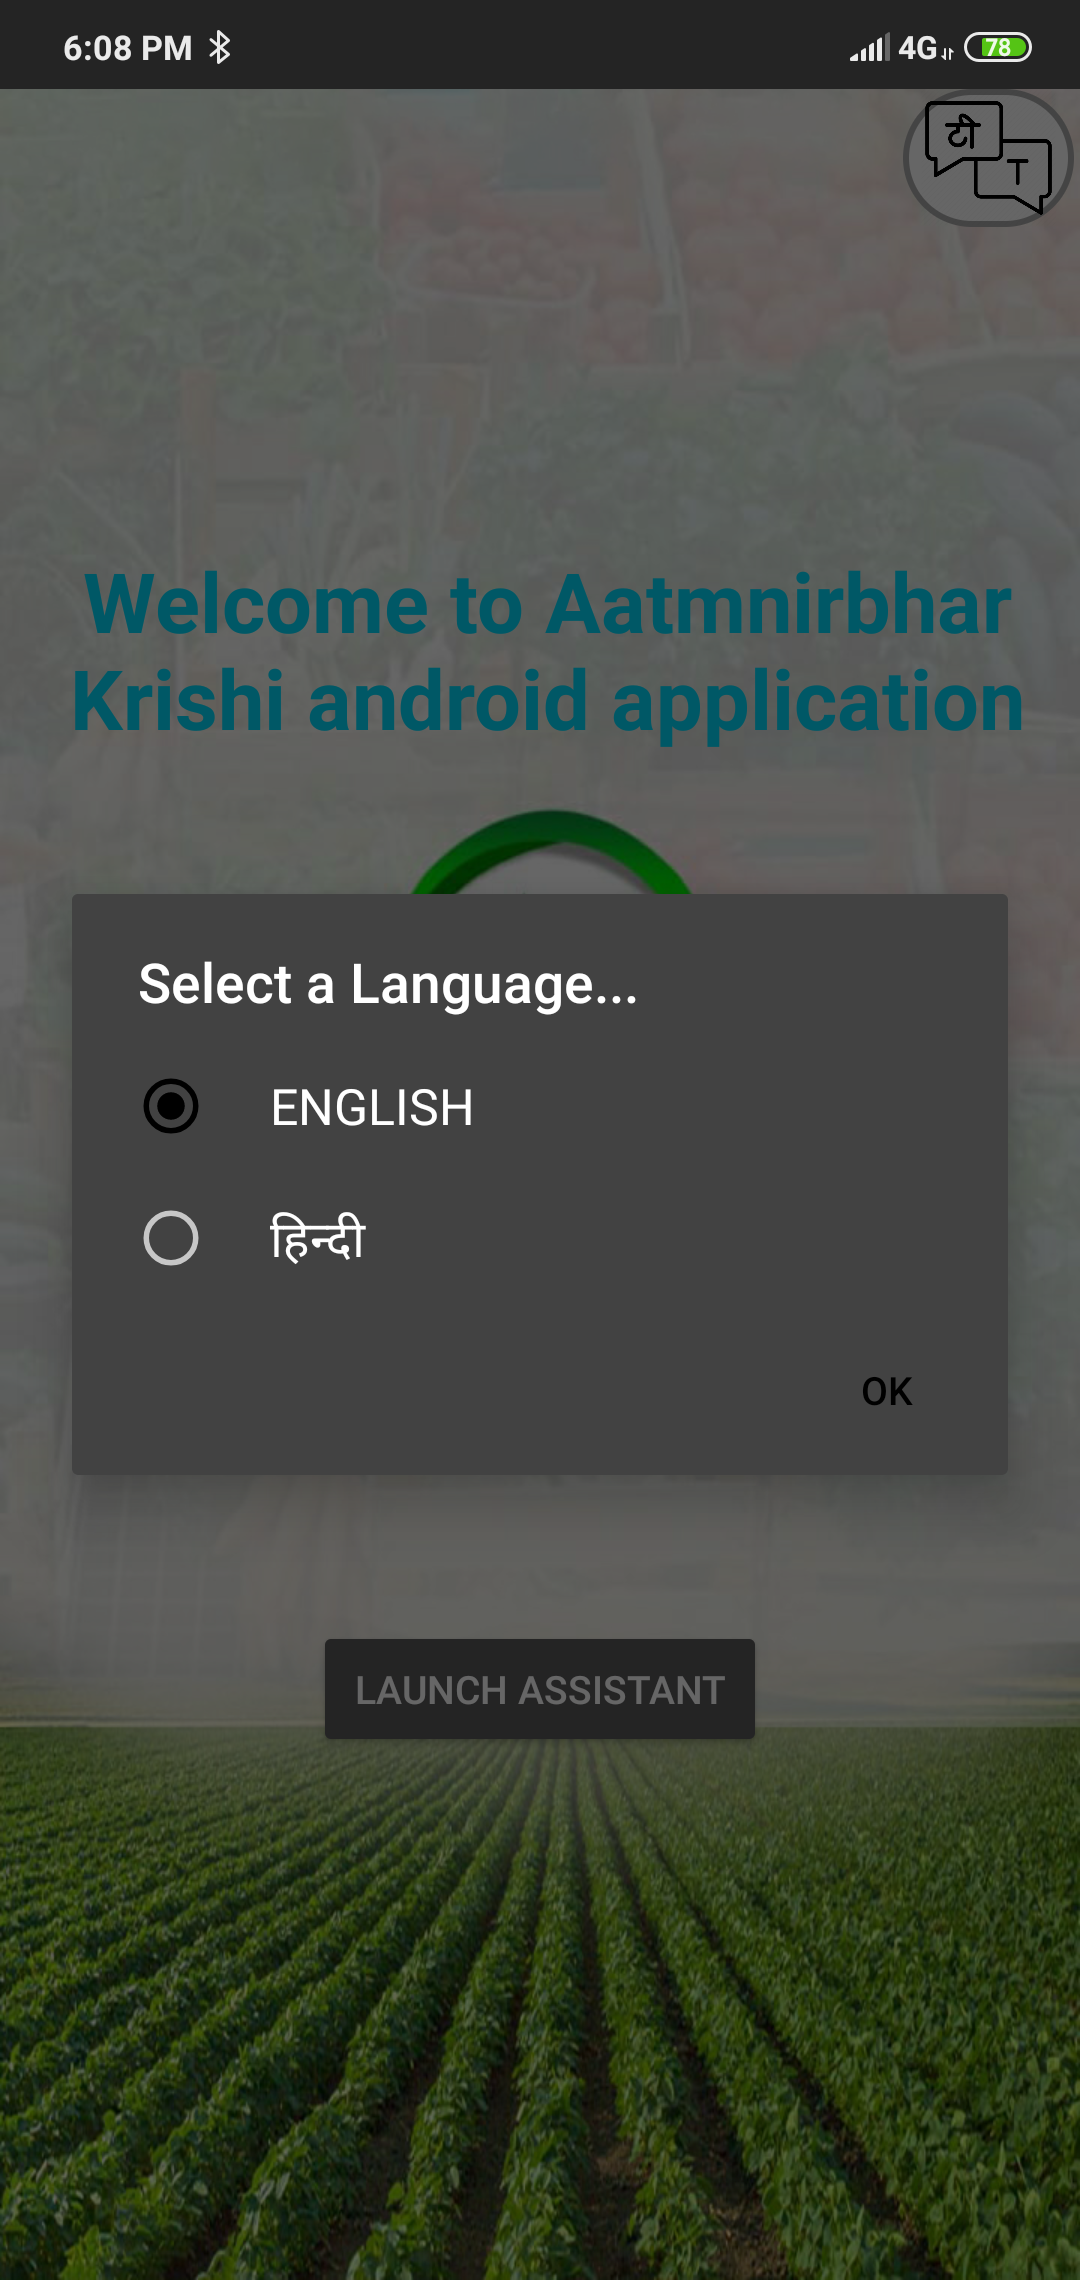 6:08 PM
4G 78
टी
T
Welcome to Aatmnirbhar
Krishi android application
Select a Language...
ENGLISH
हिन्दी
OK
LAUNCH ASSISTANT